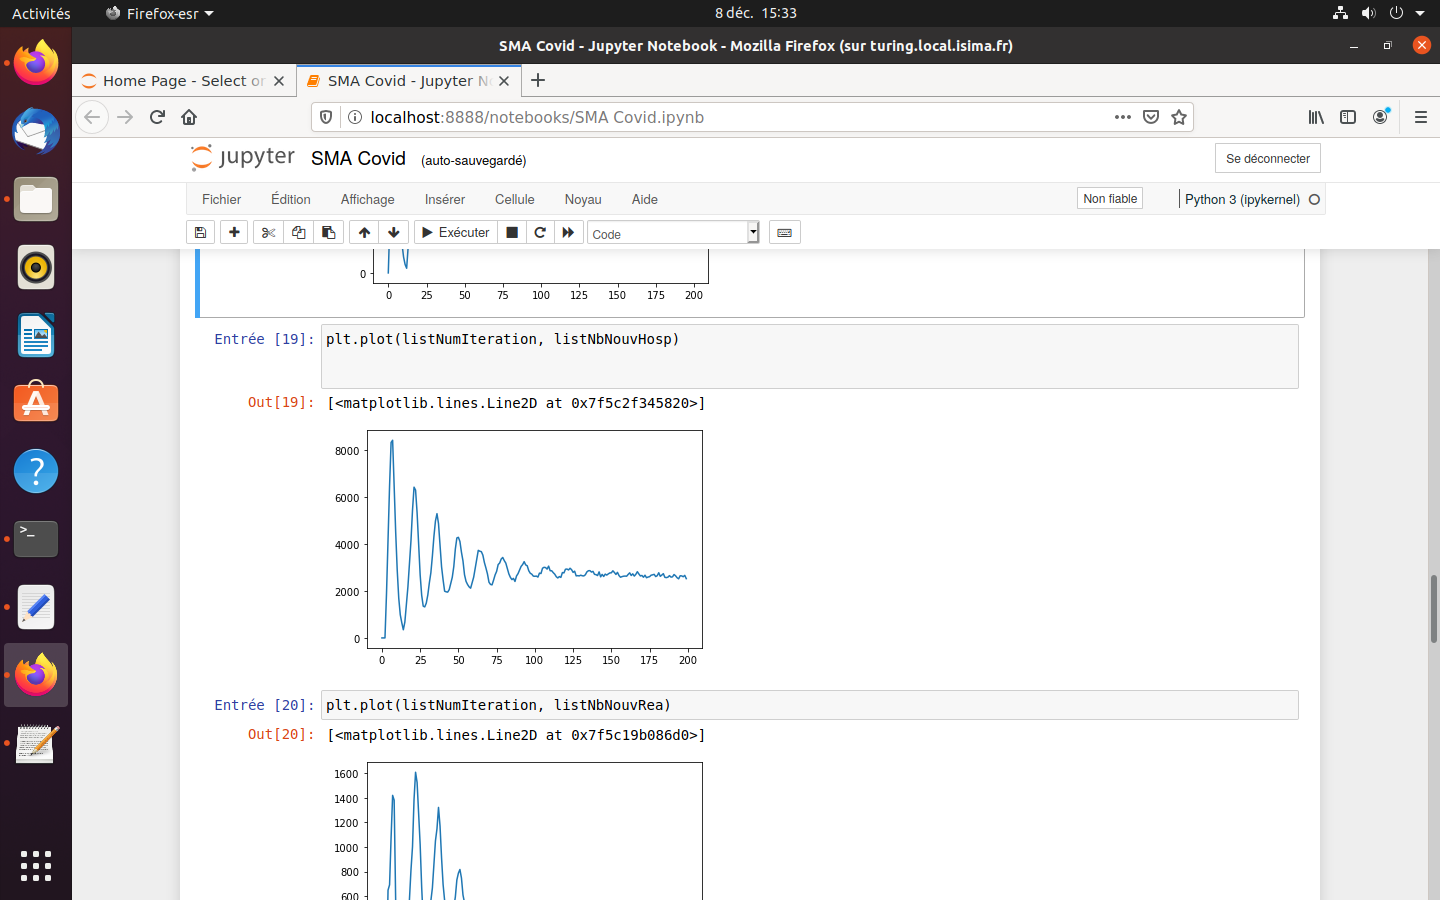 Activités
Firefox-esr
8 déc. 15:33
SMA Covid - Jupyter Notebook - Mozilla Firefox (sur turing.local.isima.fr)
Home Page - Select or
SMA Covid - Jupyter No
localhost:8888/notebooks/SMA Covid.ipynb
jupyter
SMA Covid
(auto-sauvegardé)
Se déconnecter
Fichier
Édition
Affichage
Insérer
Cellule
Noyau
Aide
Non fiable
Python 3 (ipykernel)
Exécuter
Code
0
0 25 50 75 100 125 150 175 200
Entrée [19]: plt.plot(listNumIteration, listNbNouvHosp)
Out[19]: [<matplotlib.lines.Line2D at 0x7f5c2f345820>]
8000
6000
4000
2000
0
0 25 50 75 100 125 150 175 200
Entrée [20]: plt.plot(listNumIteration, listNbNouvRea)
Out[20]: [<matplotlib.lines.Line2D at 0x7f5c19b086d0>]
1600
1400
1200
1000
800
600